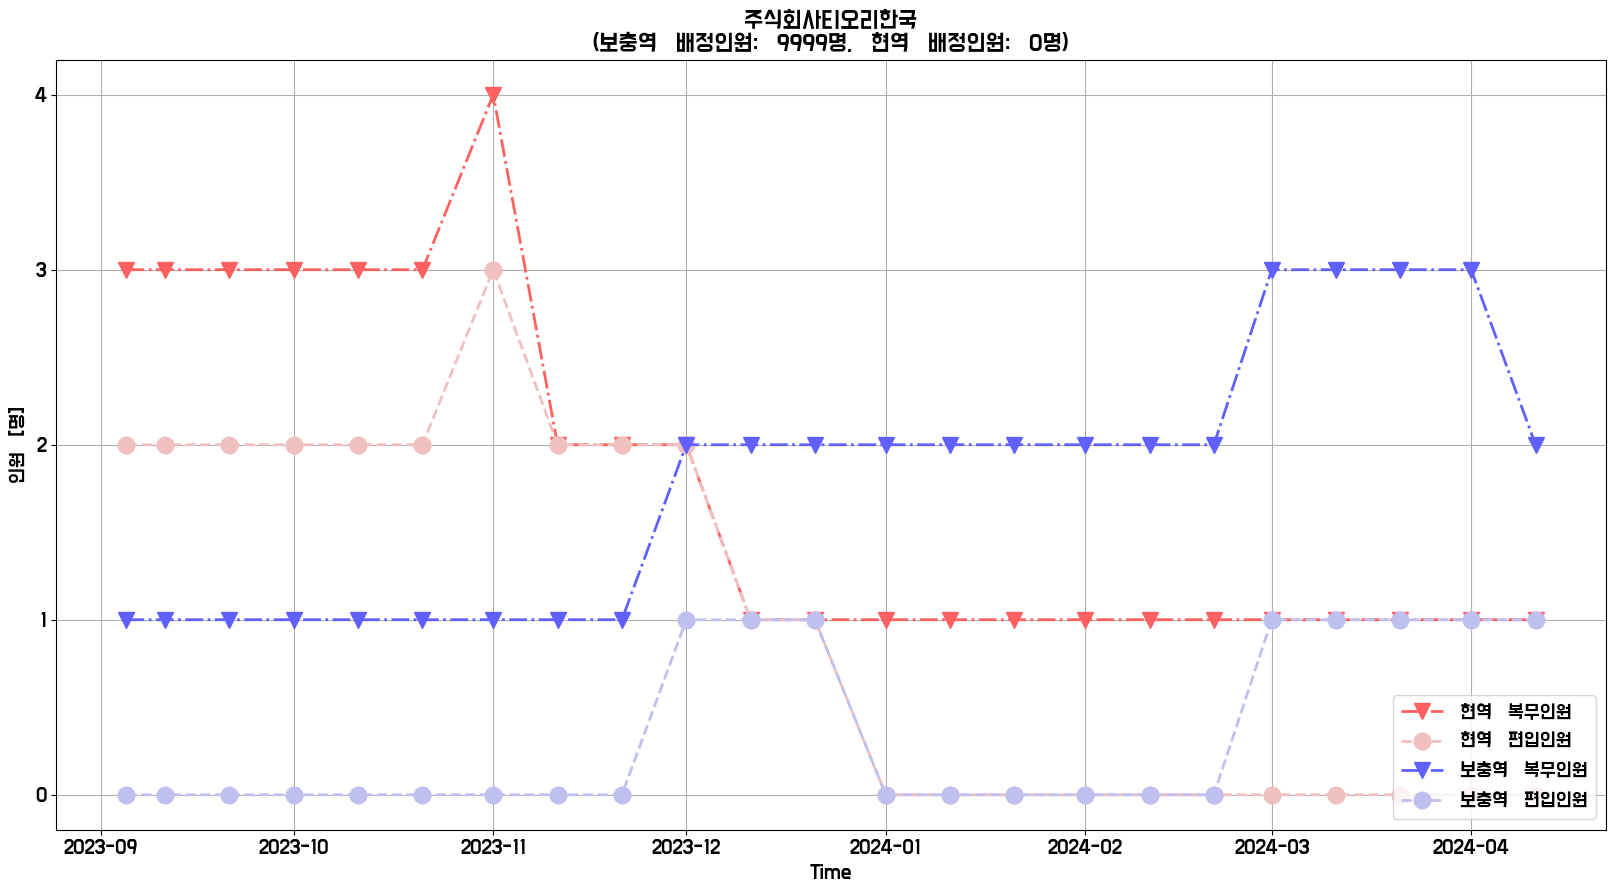 주식회사티오리한국
(보충역 배정인원: 9999명, 현역 배정인원: 0명)
4
3
2
1
0
인원 [명]
2023-09 2023-10 2023-11 2023-12 2024-01 2024-02 2024-03 2024-04
Time
현역 복무인원
현역 편입인원
보충역 복무인원
보충역 편입인원